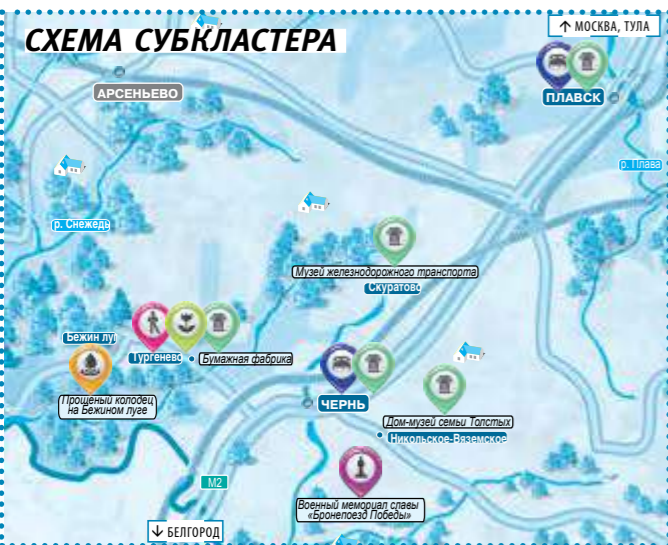 СХЕМА СУБКЛАСТЕРА
↑ МОСКВА, ТУЛА
АРСЕНЬЕВО
ПЛАВСК
р. Плава
р. Снежедь
Музей железнодорожного транспорта
Скуратово
Бежин луг
Тургенево
Бумажная фабрика
Прощеный колодец
на Бежином луге
ЧЕРНЬ
Дом-музей семьи Толстых
Никольское-Вяземское
М2
Военный мемориал славы
«Бронепоезд Победы»
↓ БЕЛГОРОД